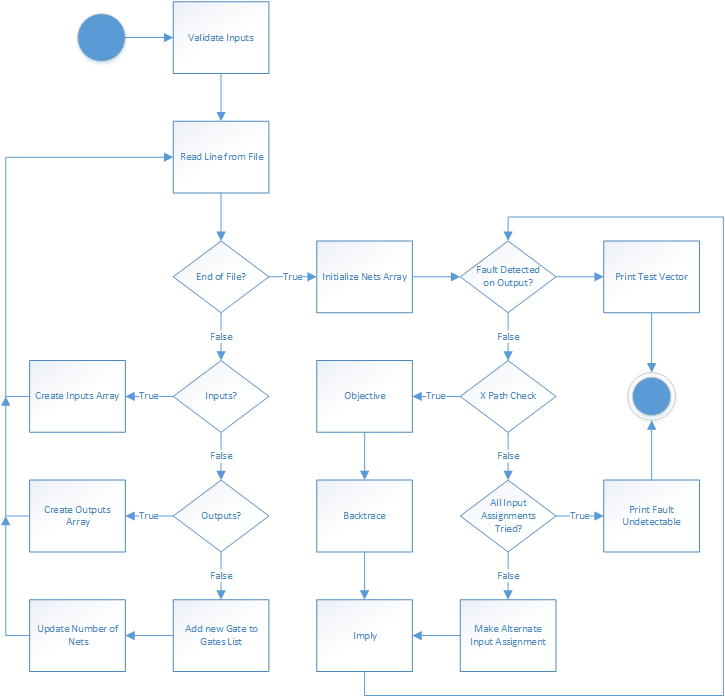 Validate Inputs
Read Line from File
End of File?
True
Initialize Nets Array
Fault Detected
on Output?
Print Test Vector
False
False
Create Inputs Array
True
Inputs?
Objective
True
X Path Check
False
False
Create Outputs
Array
True
Outputs?
Backtrace
All Input
Assignments
Tried?
True
Print Fault
Undetectable
False
False
Update Number of
Nets
Add new Gate to
Gates List
Imply
Make Alternate
Input Assignment